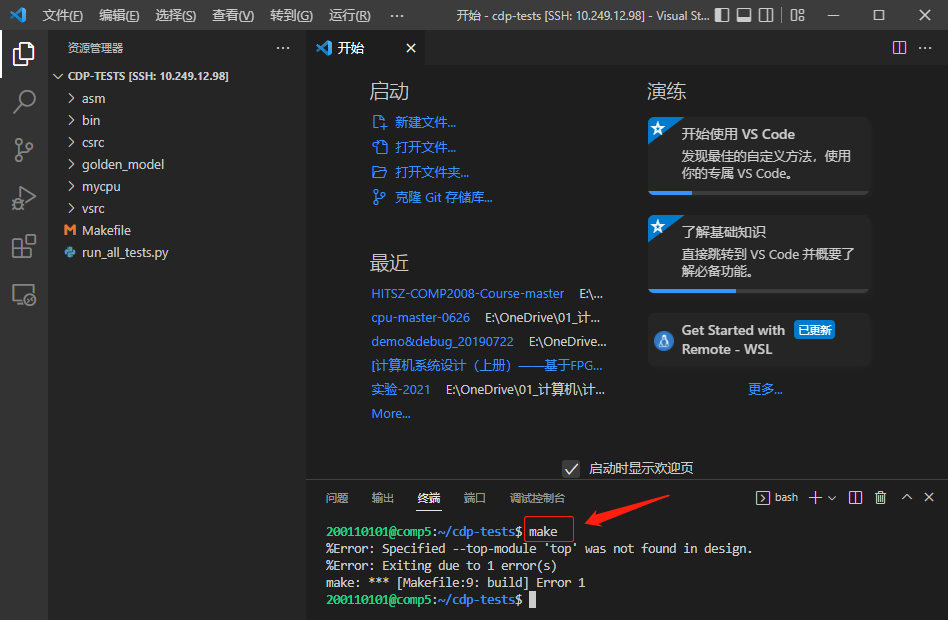 文件(F) 编辑(E) 选择(S) 查看(V) 转到(G) 运行(R) ··· 开始 - cdp-tests [SSH: 10.249.12.98] - Visual St...
资源管理器 ···
CDP-TESTS [SSH: 10.249.12.98]
asm
bin
csrc
golden_model
mycpu
vsrc
Makefile
run_all_tests.py
开始
启动
新建文件...
打开文件...
打开文件夹...
克隆 Git 存储库...
最近
HITSZ-COMP2008-Course-master E:\...
cpu-master-0626 E:\OneDrive\01_计...
demo&debug_20190722 E:\OneDrive...
[计算机系统设计（上册）——基于FPG...
实验-2021 E:\OneDrive\01_计算机\计...
More...
演练
开始使用 VS Code
发现最佳的自定义方法，使用
你的专属 VS Code。
了解基础知识
直接跳转到 VS Code 并概要了
解必备功能。
Get Started with 已更新
Remote - WSL
更多...
启动时显示欢迎页
问题 输出 终端 端口 调试控制台 bash
200110101@comp5:~/cdp-tests$ make
%Error: Specified --top-module 'top' was not found in design.
%Error: Exiting due to 1 error(s)
make: *** [Makefile:9: build] Error 1
200110101@comp5:~/cdp-tests$